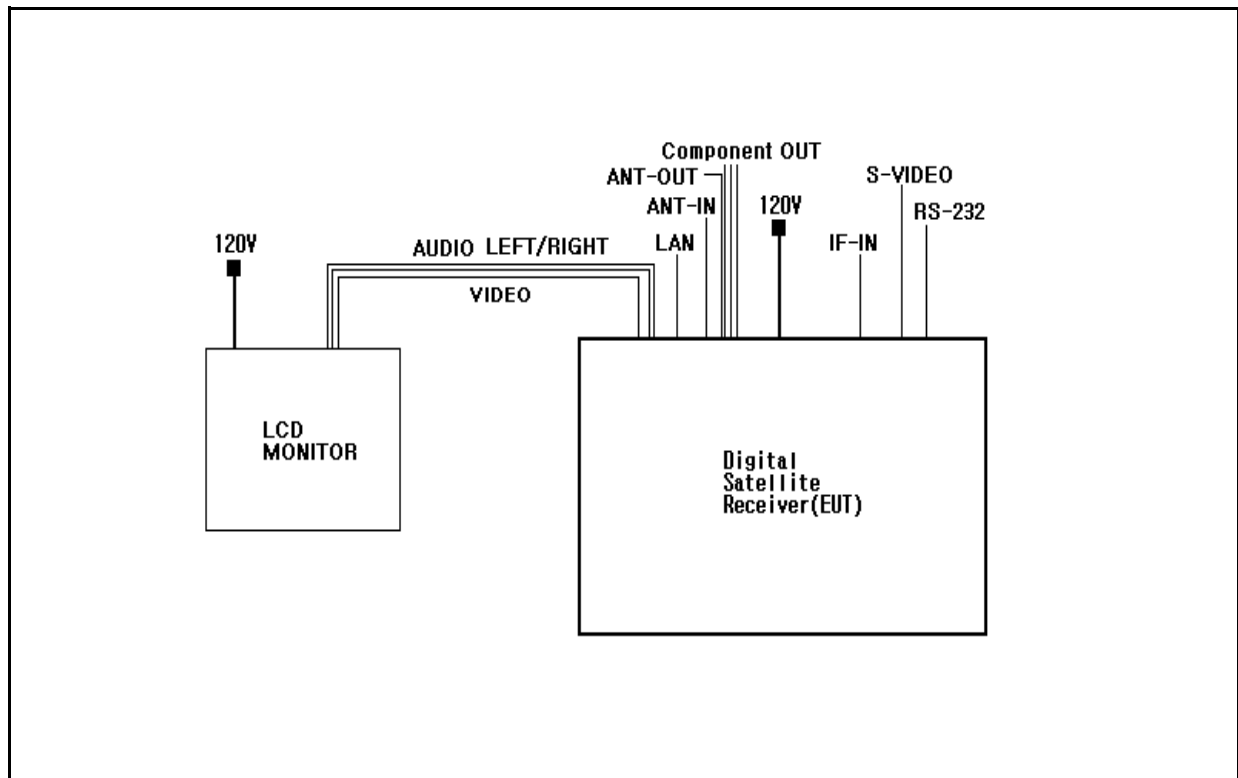 Component OUT
ANT-OUT
S-VIDEO
ANT-IN
120V
RS-232
120V
AUDIO LEFT/RIGHT
LAN
IF-IN
VIDEO
LCD
MONITOR
Digital
Satellite
Receiver(EUT)